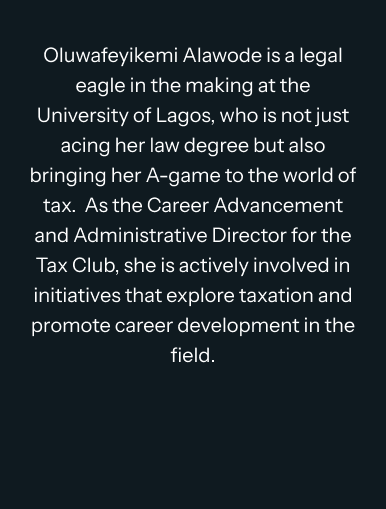 Oluwafeyikemi Alawode is a legal
eagle in the making at the
University of Lagos, who is not just
acing her law degree but also
bringing her A-game to the world of
tax.  As the Career Advancement
and Administrative Director for the
Tax Club, she is actively involved in
initiatives that explore taxation and
promote career development in the
field.